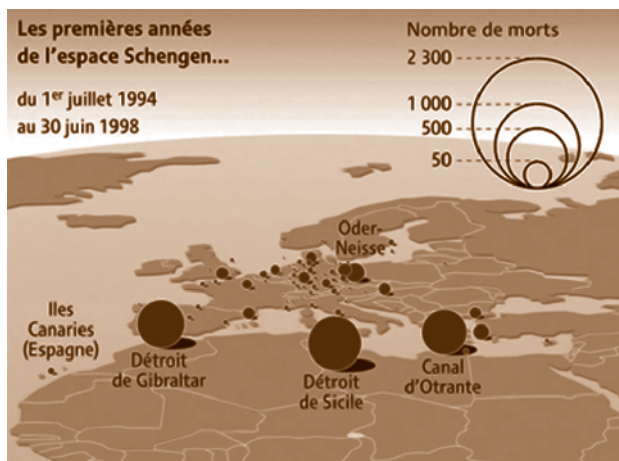 Les premières années
de l'espace Schengen...
du 1er juillet 1994
au 30 juin 1998
Nombre de morts
2 300
1 000
500
50
Oder-
Neisse
Iles
Canaries
(Espagne)
Détroit
de Gibraltar
Détroit
de Sicile
Canal
d'Otrante